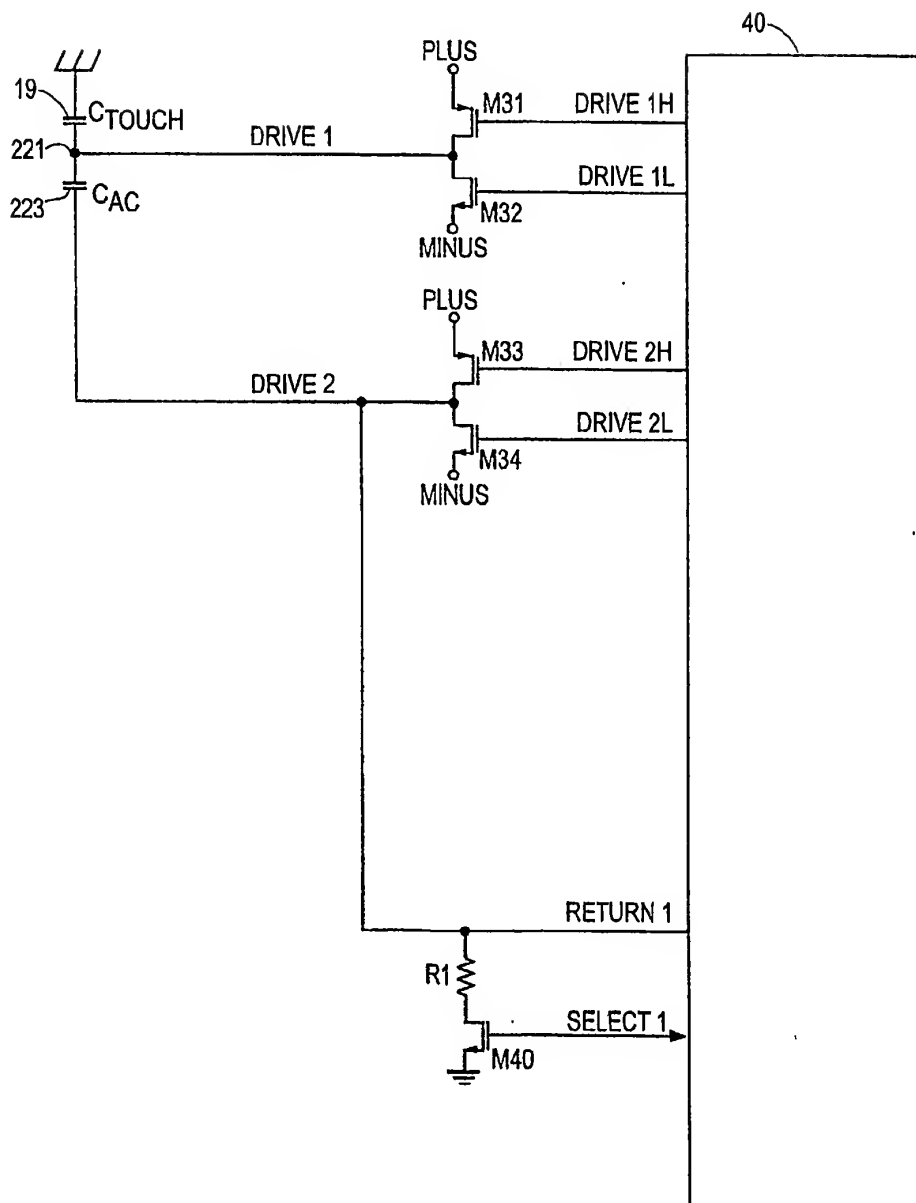 40
PLUS
19
CTOUCH
M31
DRIVE 1H
221
DRIVE 1
DRIVE 1L
223
CAC
M32
MINUS
PLUS
M33
DRIVE 2H
DRIVE 2
DRIVE 2L
M34
MINUS
RETURN 1
R1
SELECT 1
M40